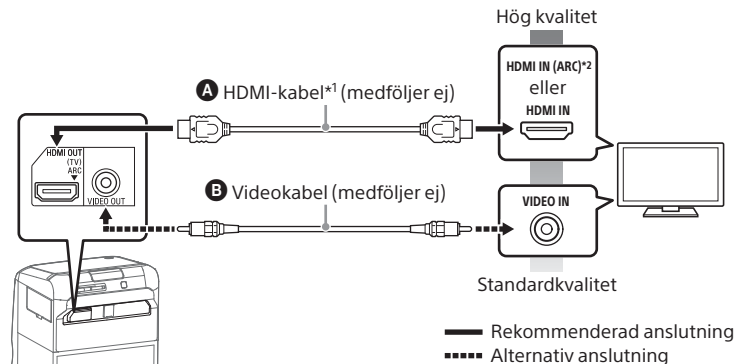 Hög kvalitet
HDMI IN (ARC)*2
eller
HDMI IN
A HDMI-kabel*1 (medföljer ej)
HDMI OUT
(TV)
ARC
VIDEO OUT
B Videokabel (medföljer ej)
VIDEO IN
Standardkvalitet
Rekommenderad anslutning
Alternativ anslutning